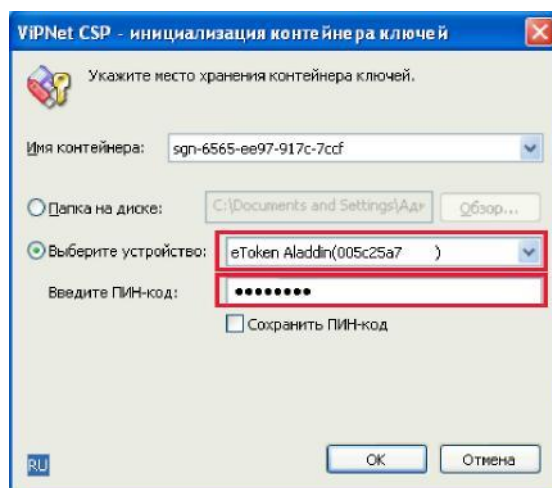 ViPNet CSP - инициализация контейнера ключей
Укажите место хранения контейнера ключей.
Имя контейнера: sgn-6565-ee97-917c-7ccf
Папка на диске: C:\Documents and Settings\Адм Обзор...
Выберите устройство: eToken Aladdin(005c25a7 )
Введите ПИН-код: ••••••••
Сохранить ПИН-код
RU OK Отмена